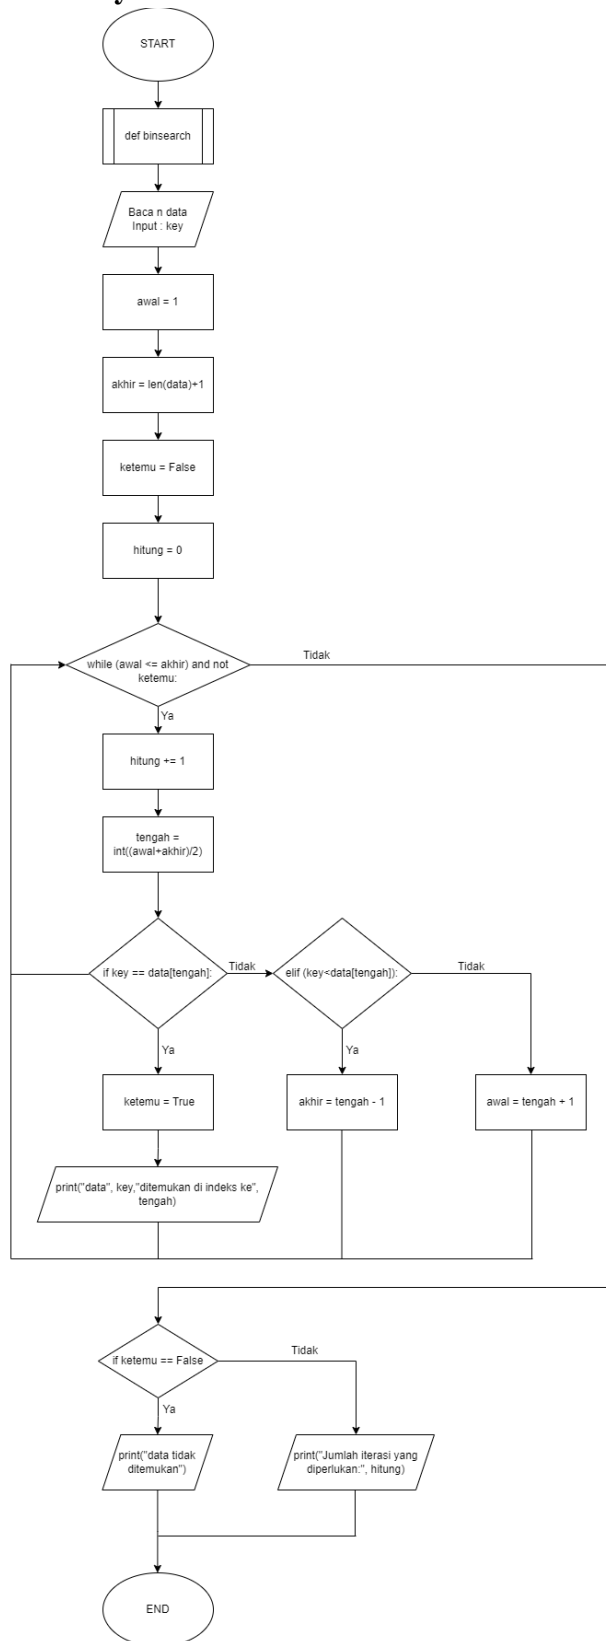 START
def binsearch
Baca n data
Input : key
awal = 1
akhir = len(data)+1
ketemu = False
hitung = 0
while (awal <= akhir) and not
ketemu:
Tidak
Ya
hitung += 1
tengah =
int((awal+akhir)/2)
if key == data[tengah]:
Tidak
elif (key<data[tengah]):
Tidak
Ya
Ya
ketemu = True
akhir = tengah - 1
awal = tengah + 1
print("data", key,"ditemukan di indeks ke",
tengah)
if ketemu == False
Tidak
Ya
print("data tidak
ditemukan")
print("Jumlah iterasi yang
diperlukan:", hitung)
END